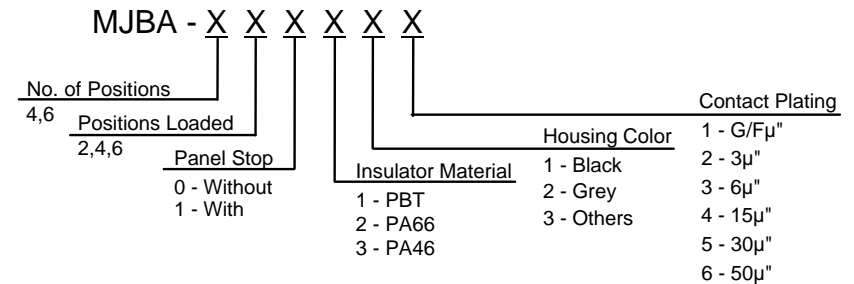 MJBA - X X X X X X
No. of Positions
4,6
Positions Loaded
2,4,6
Panel Stop
0 - Without
1 - With
Insulator Material
1 - PBT
2 - PA66
3 - PA46
Housing Color
1 - Black
2 - Grey
3 - Others
Contact Plating
1 - G/Fµ"
2 - 3µ"
3 - 6µ"
4 - 15µ"
5 - 30µ"
6 - 50µ"